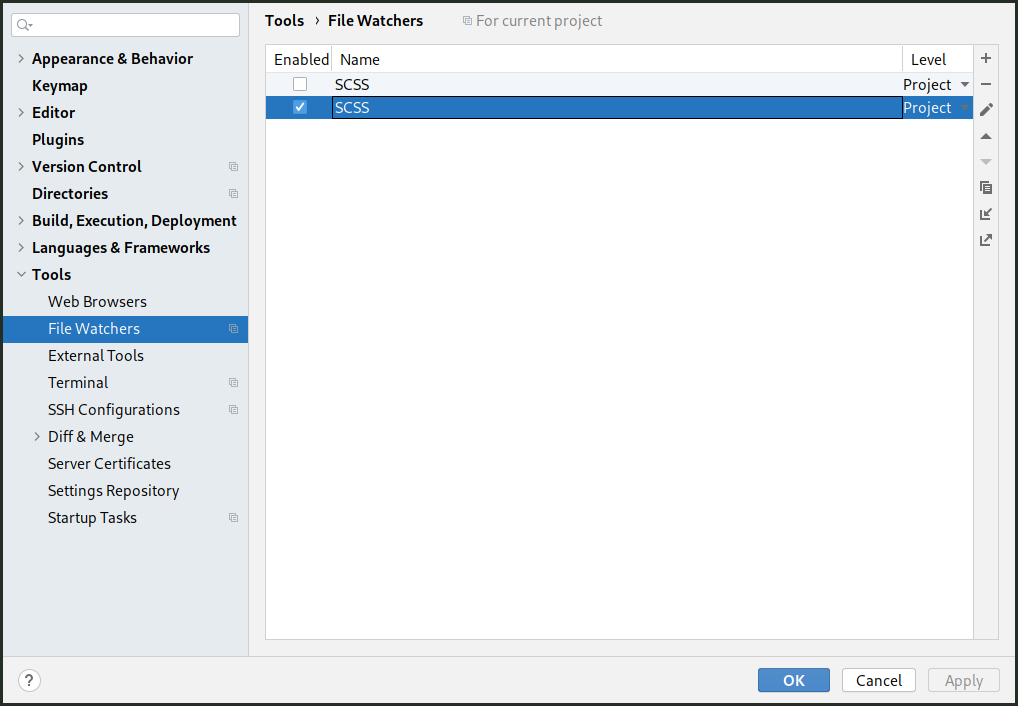 Tools › File Watchers For current project
Appearance & Behavior
Keymap
Editor
Plugins
Version Control
Directories
Build, Execution, Deployment
Languages & Frameworks
Tools
Web Browsers
File Watchers
External Tools
Terminal
SSH Configurations
Diff & Merge
Server Certificates
Settings Repository
Startup Tasks
Enabled Name Level
SCSS Project
SCSS Project
? OK Cancel Apply